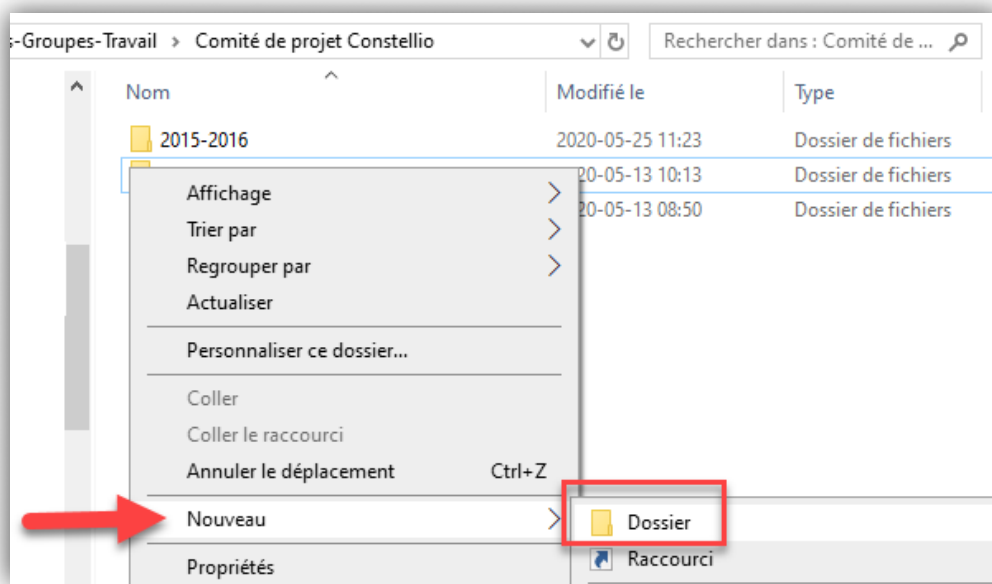 s-Groupes-Travail > Comité de projet Constellio Rechercher dans : Comité de ...
Nom Modifié le Type
2015-2016 2020-05-25 11:23 Dossier de fichiers
20-05-13 10:13 Dossier de fichiers
20-05-13 08:50 Dossier de fichiers
Affichage
Trier par
Regrouper par
Actualiser
Personnaliser ce dossier...
Coller
Coller le raccourci
Annuler le déplacement Ctrl+Z
Nouveau
Propriétés
Dossier
Raccourci